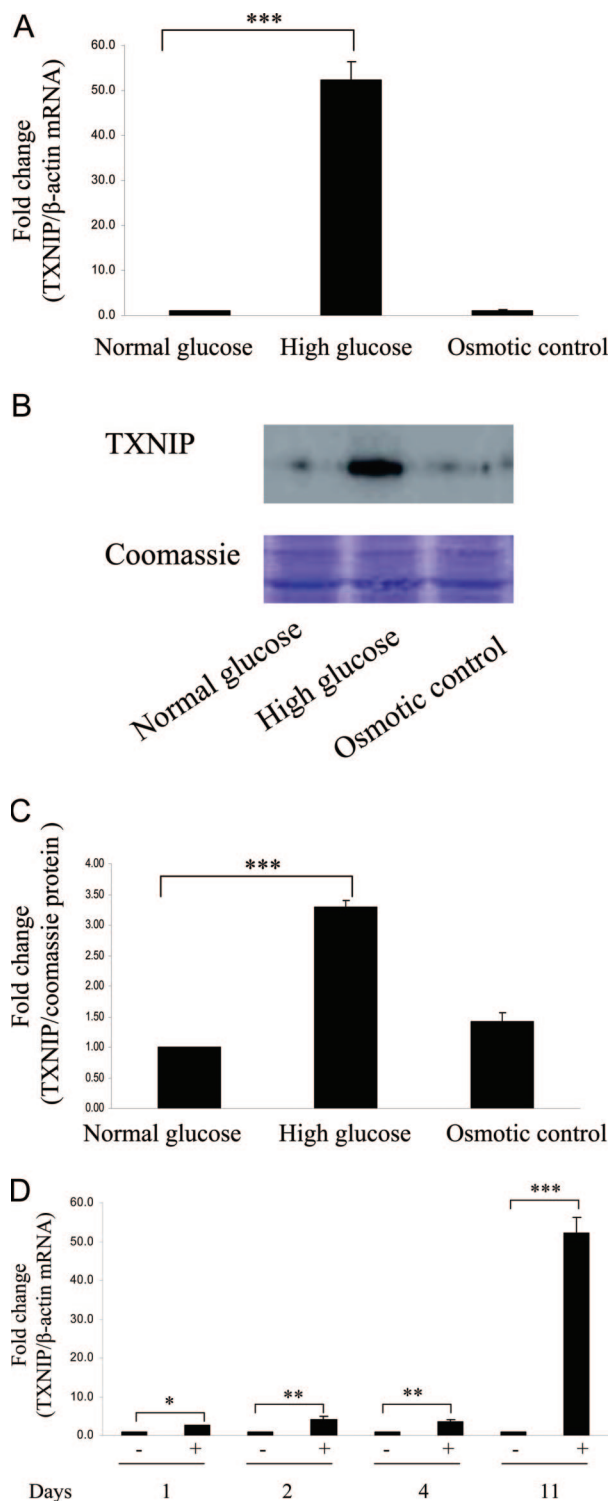 A
***
Fold change
(TXNIP/β-actin mRNA)
60.0
50.0
40.0
30.0
20.0
10.0
0.0
Normal glucose High glucose Osmotic control
B
TXNIP
Coomassie
Normal glucose
High glucose
Osmotic control
C
***
Fold change
(TXNIP/coomassie protein )
4.00
3.50
3.00
2.50
2.00
1.50
1.00
0.50
0.00
Normal glucose High glucose Osmotic control
D
Fold change
(TXNIP/β-actin mRNA)
60.0
50.0
40.0
30.0
20.0
10.0
0.0
* ** ** ***
- + - + - + - +
Days 1 2 4 11